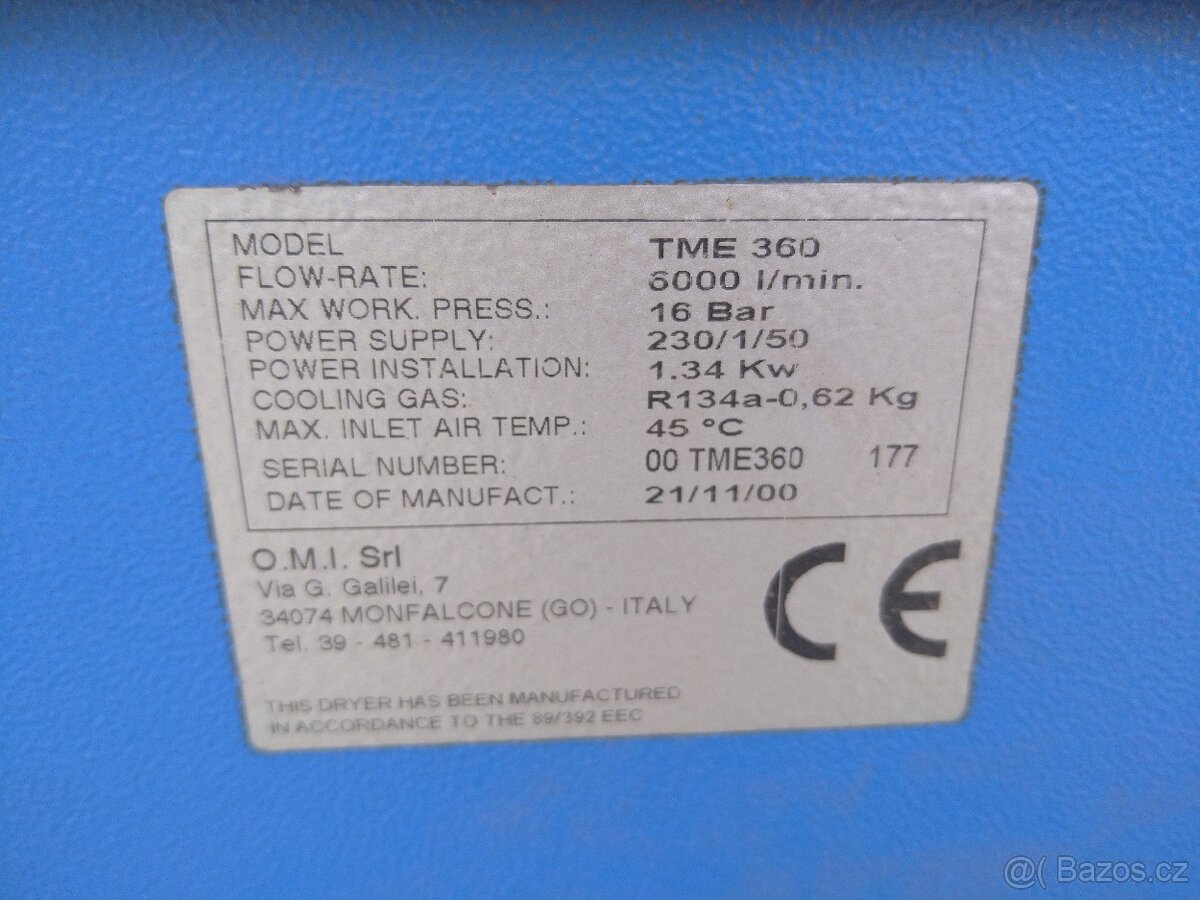 MODEL TME 360
FLOW-RATE: 6000 l/min.
MAX WORK. PRESS.: 16 Bar
POWER SUPPLY: 230/1/50
POWER INSTALLATION: 1.34 Kw
COOLING GAS: R134a-0,62 Kg
MAX. INLET AIR TEMP.: 45 °C
SERIAL NUMBER: 00 TME360 177
DATE OF MANUFACT.: 21/11/00
O.M.I. Srl
Via G. Galilei, 7
34074 MONFALCONE (GO) - ITALY
Tel. 39 - 481 - 411980
CE
THIS DRYER HAS BEEN MANUFACTURED
IN ACCORDANCE TO THE 89/392 EEC
@( Bazos.cz